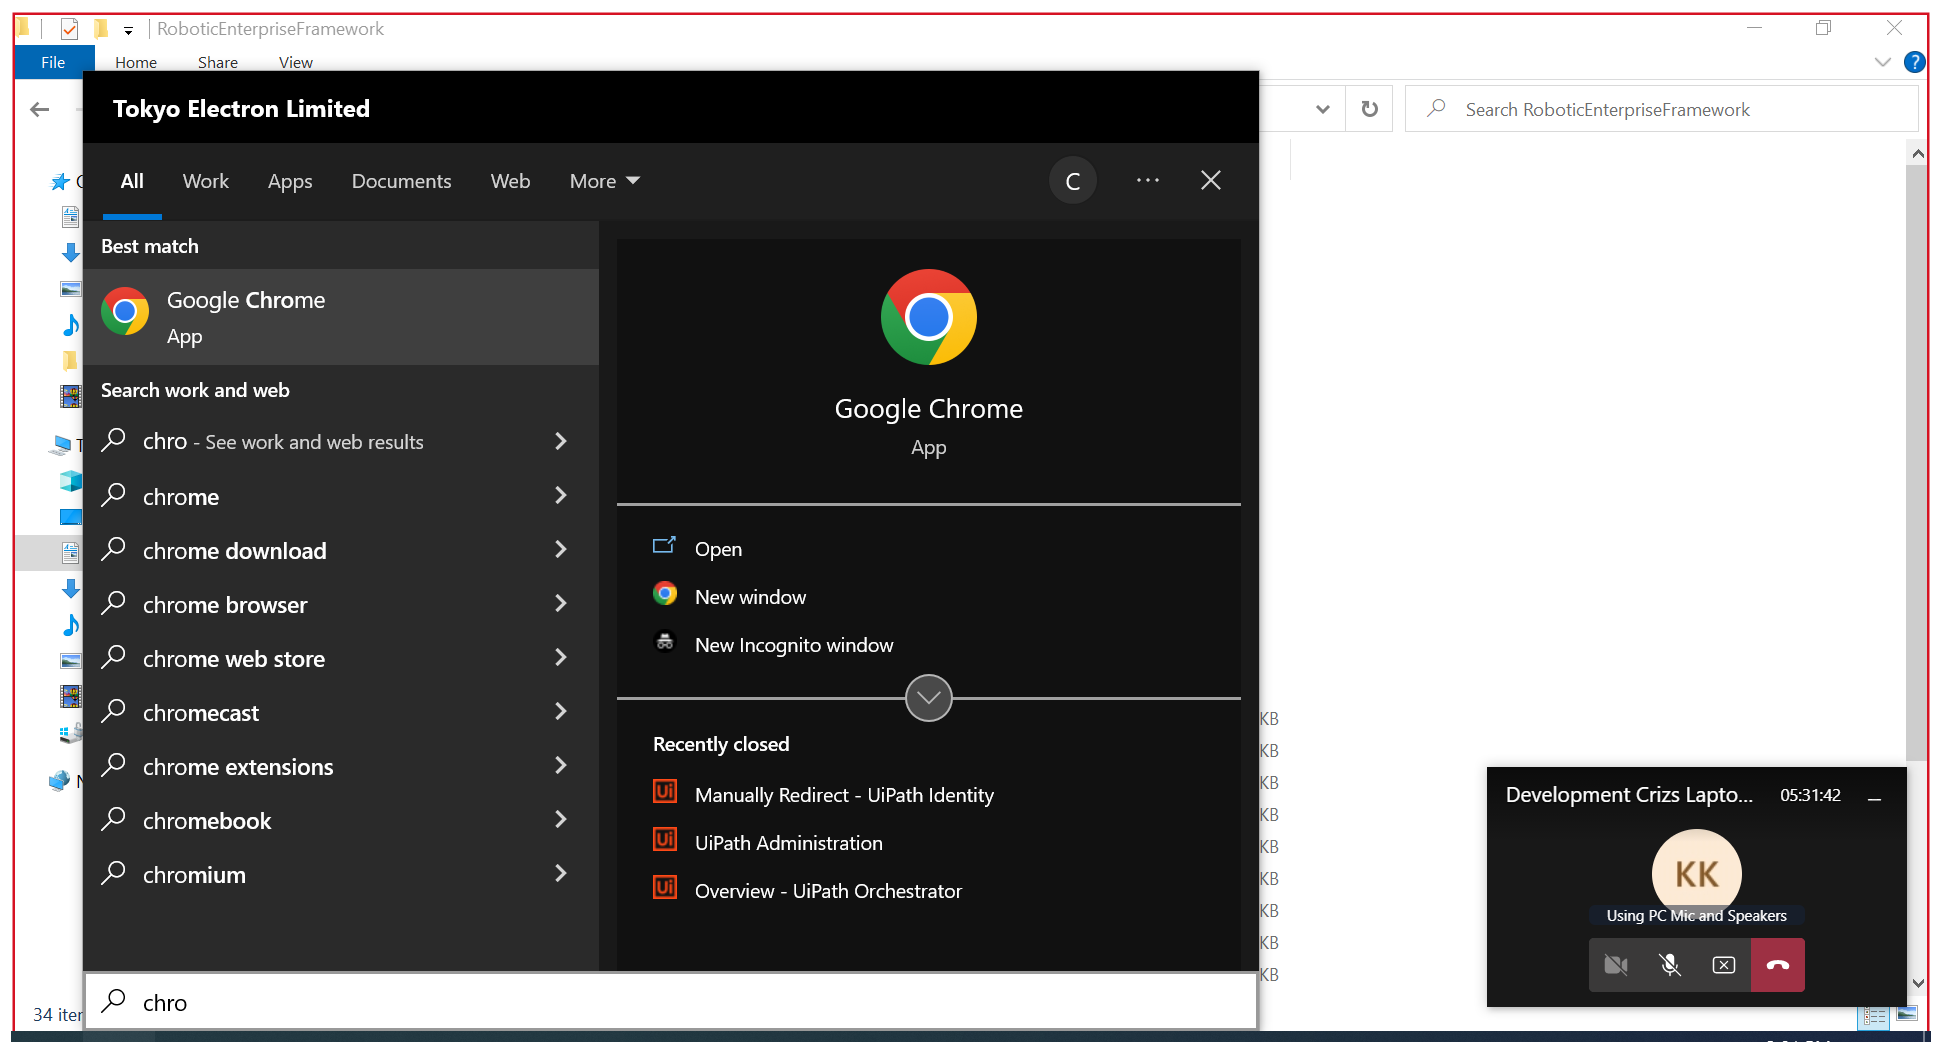 RoboticEnterpriseFramework
File Home Share View
Search RoboticEnterpriseFramework
Tokyo Electron Limited
All Work Apps Documents Web More
C
Best match
Google Chrome
App
Search work and web
chro - See work and web results
chrome
chrome download
chrome browser
chrome web store
chromecast
chrome extensions
chromebook
chromium
Google Chrome
App
Open
New window
New Incognito window
Recently closed
Manually Redirect - UiPath Identity
UiPath Administration
Overview - UiPath Orchestrator
KB
KB
KB
KB
KB
KB
KB
KB
KB
Development Crizs Lapto... 05:31:42
KK
Using PC Mic and Speakers
chro
34